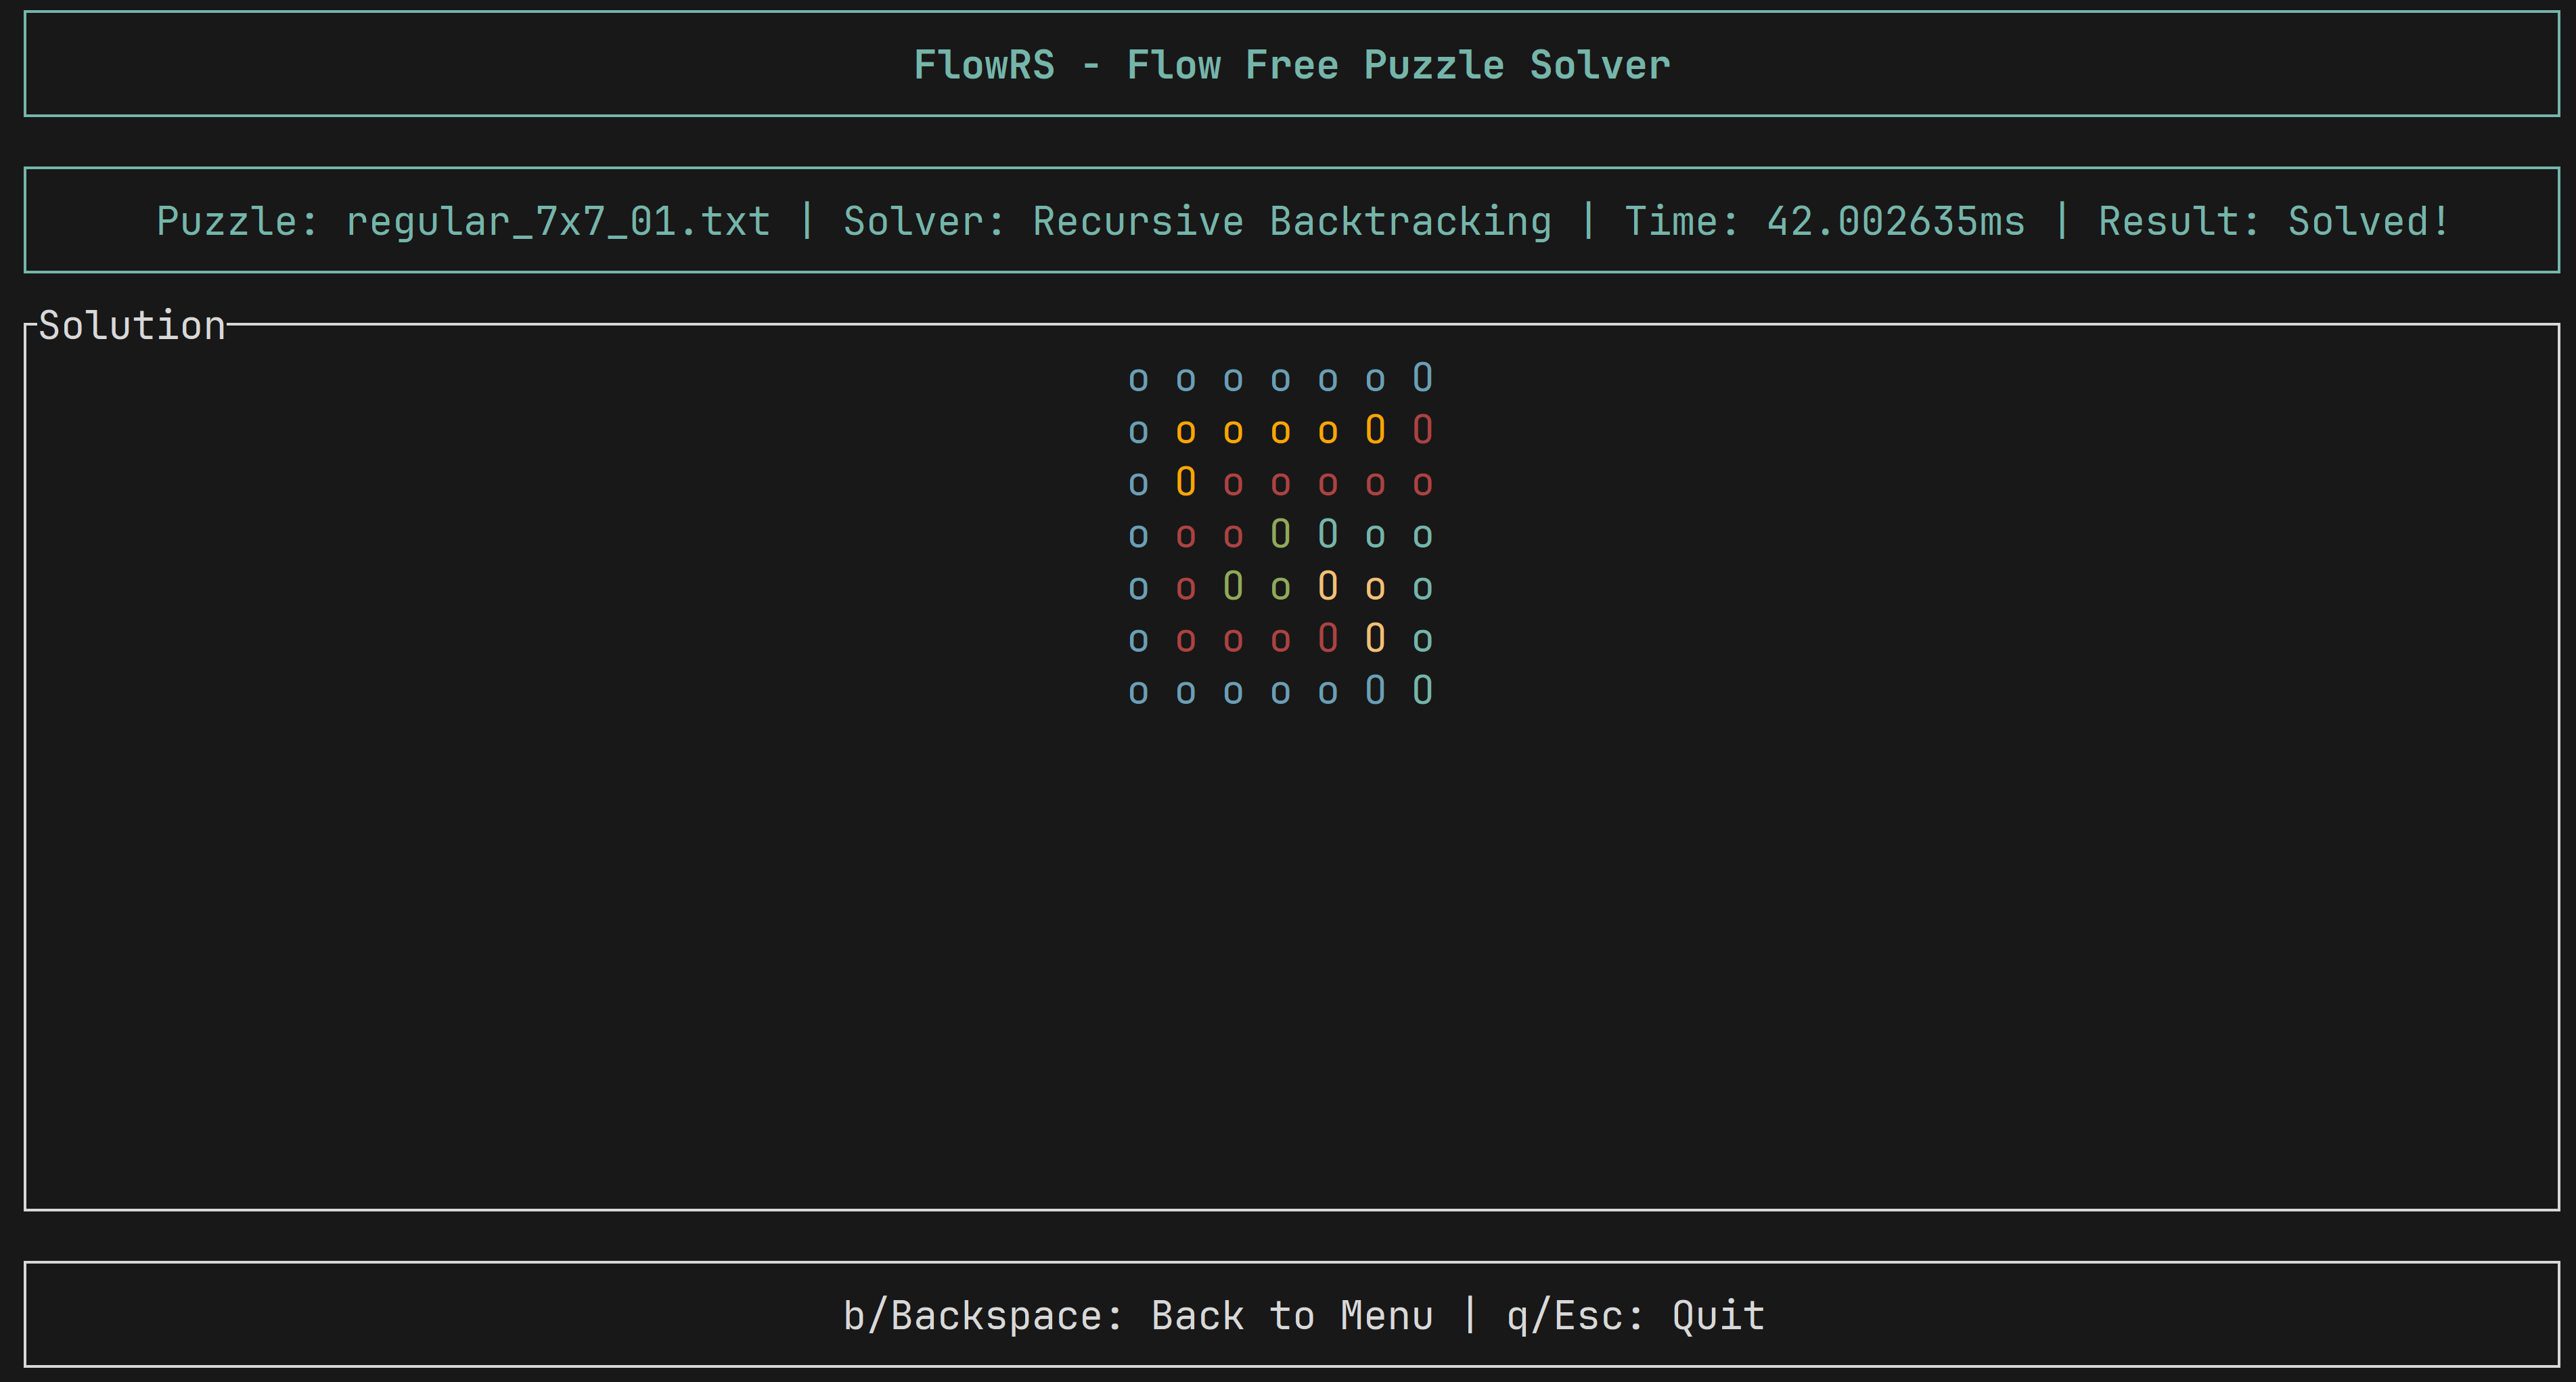 FlowRS - Flow Free Puzzle Solver
Puzzle: regular_7x7_01.txt | Solver: Recursive Backtracking | Time: 42.002635ms | Result: Solved!
Solution
o o o o o o O
o o o o o O O
o O o o o o o
o o o O O o o
o o O o O o o
o o o o O O o
o o o o o O O
b/Backspace: Back to Menu | q/Esc: Quit